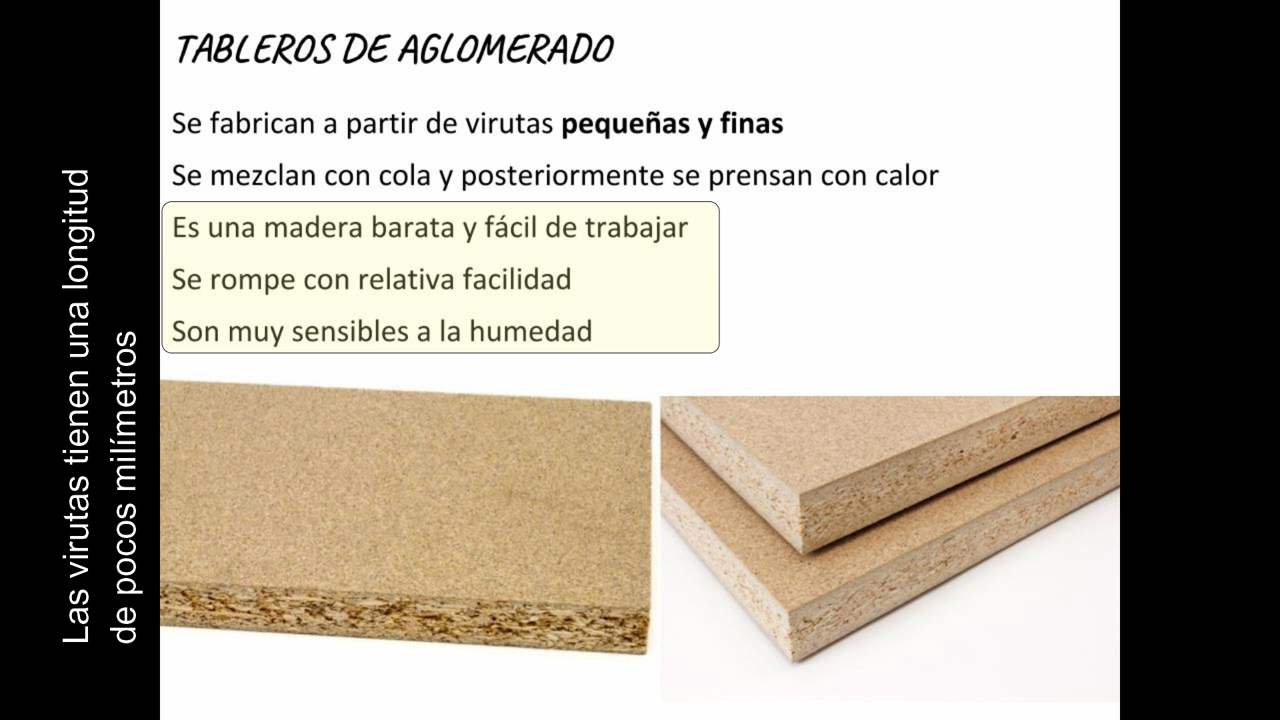 TABLEROS DE AGLOMERADO
Se fabrican a partir de virutas pequeñas y finas
Se mezclan con cola y posteriormente se prensan con calor
Es una madera barata y fácil de trabajar
Se rompe con relativa facilidad
Son muy sensibles a la humedad
Las virutas tienen una longitud
de pocos milímetros